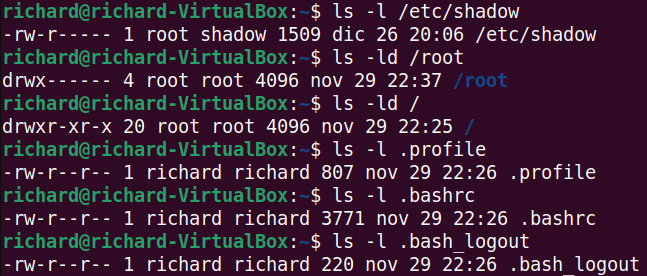 richard@richard-VirtualBox:~$ ls -l /etc/shadow
-rw-r----- 1 root shadow 1509 dic 26 20:06 /etc/shadow
richard@richard-VirtualBox:~$ ls -ld /root
drwx------ 4 root root 4096 nov 29 22:37 /root
richard@richard-VirtualBox:~$ ls -ld /
drwxr-xr-x 20 root root 4096 nov 29 22:25 /
richard@richard-VirtualBox:~$ ls -l .profile
-rw-r--r-- 1 richard richard 807 nov 29 22:26 .profile
richard@richard-VirtualBox:~$ ls -l .bashrc
-rw-r--r-- 1 richard richard 3771 nov 29 22:26 .bashrc
richard@richard-VirtualBox:~$ ls -l .bash_logout
-rw-r--r-- 1 richard richard 220 nov 29 22:26 .bash_logout